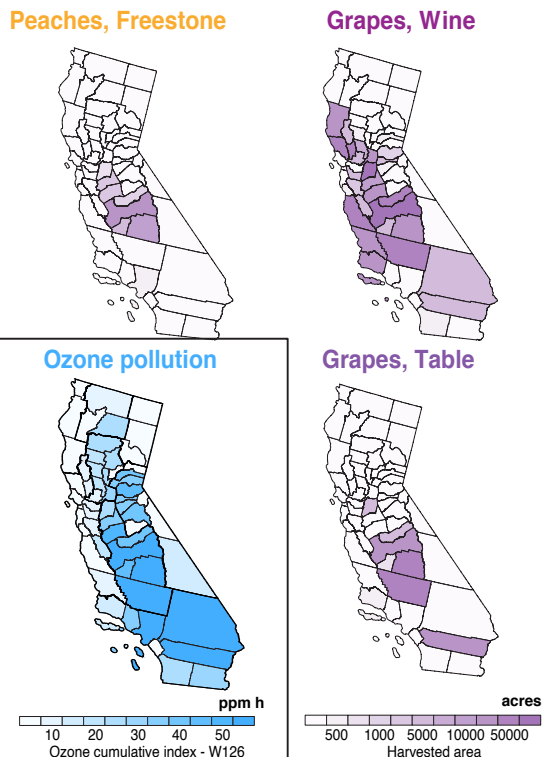 Peaches, Freestone
Grapes, Wine
Ozone pollution
Grapes, Table
ppm h
10 20 30 40 50
Ozone cumulative index - W126
acres
500 1000 5000 10000 50000
Harvested area